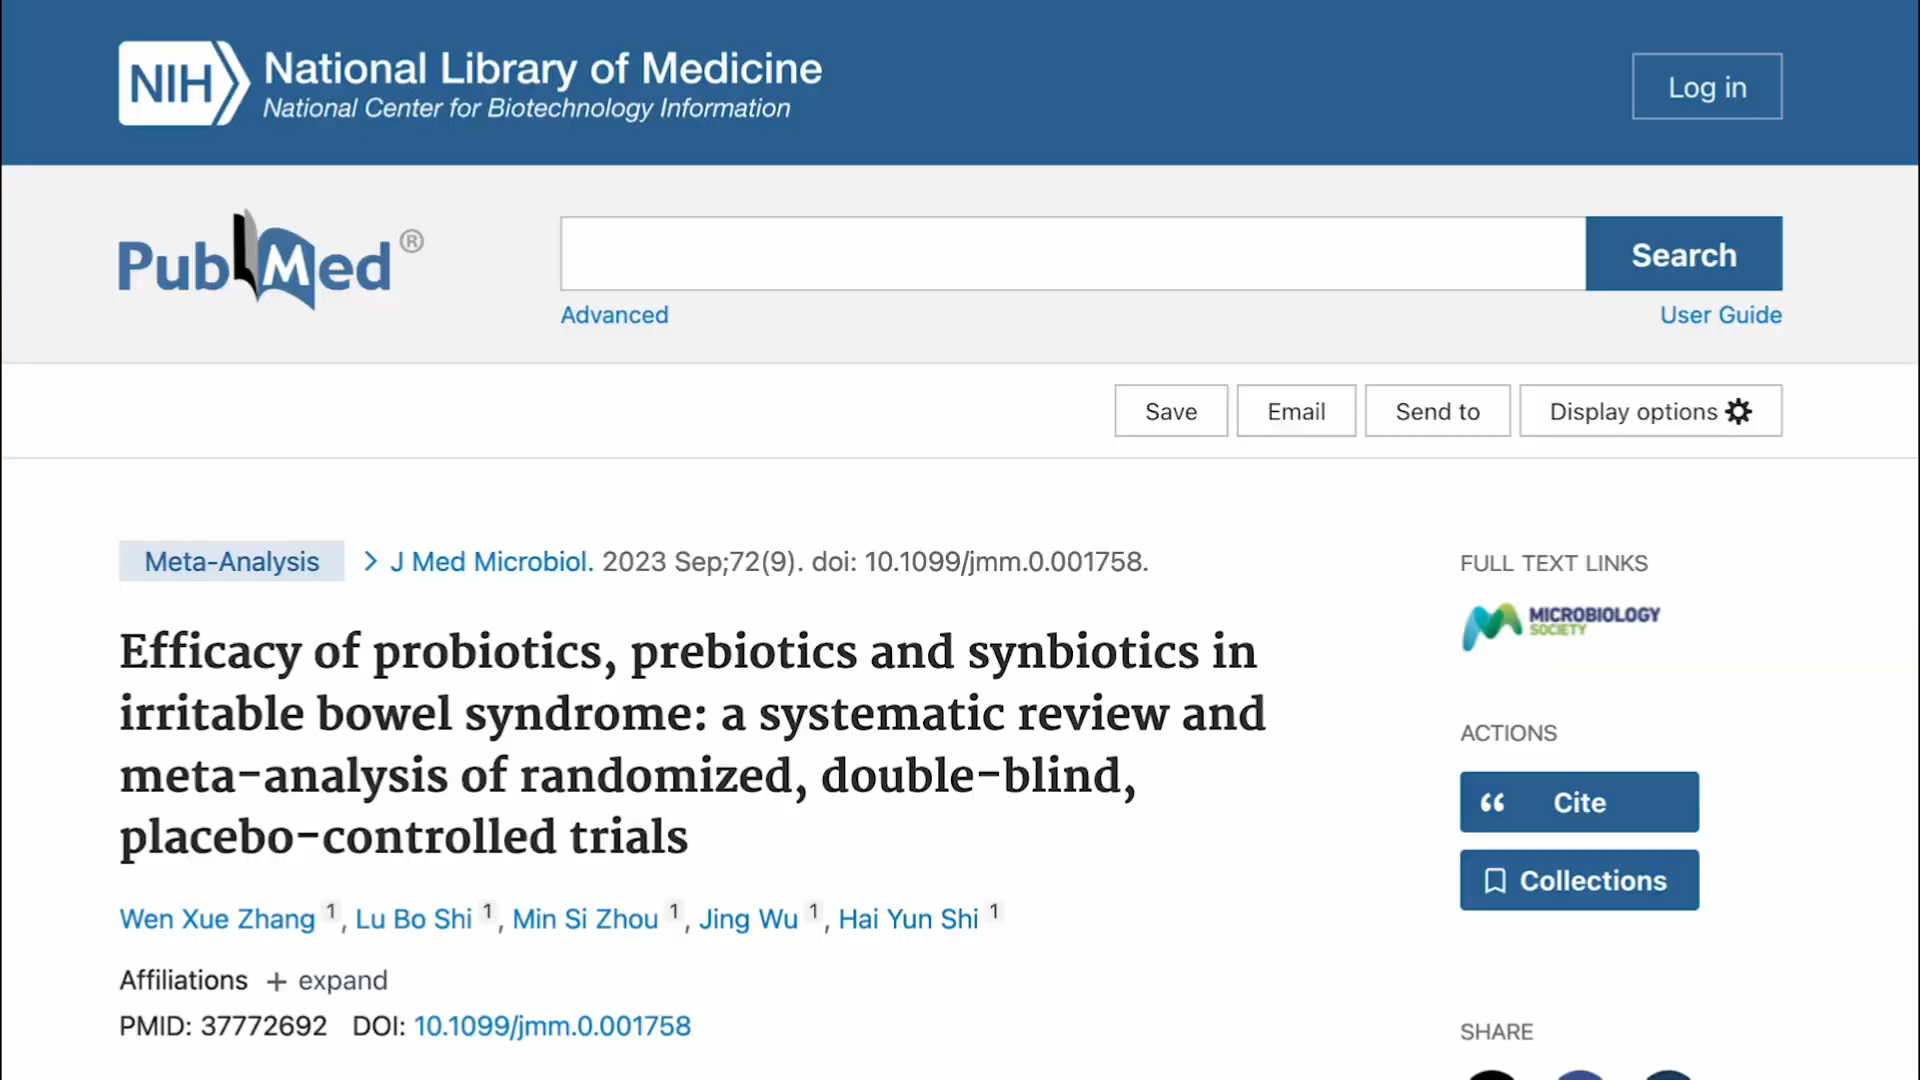 NIH National Library of Medicine
National Center for Biotechnology Information
Log in
PubMed®
Search
Advanced
User Guide
Save
Email
Send to
Display options
Meta-Analysis > J Med Microbiol. 2023 Sep;72(9). doi: 10.1099/jmm.0.001758.
Efficacy of probiotics, prebiotics and synbiotics in
irritable bowel syndrome: a systematic review and
meta-analysis of randomized, double-blind,
placebo-controlled trials
Wen Xue Zhang 1, Lu Bo Shi 1, Min Si Zhou 1, Jing Wu 1, Hai Yun Shi 1
Affiliations + expand
PMID: 37772692 DOI: 10.1099/jmm.0.001758
FULL TEXT LINKS
MICROBIOLOGY
SOCIETY
ACTIONS
Cite
Collections
SHARE